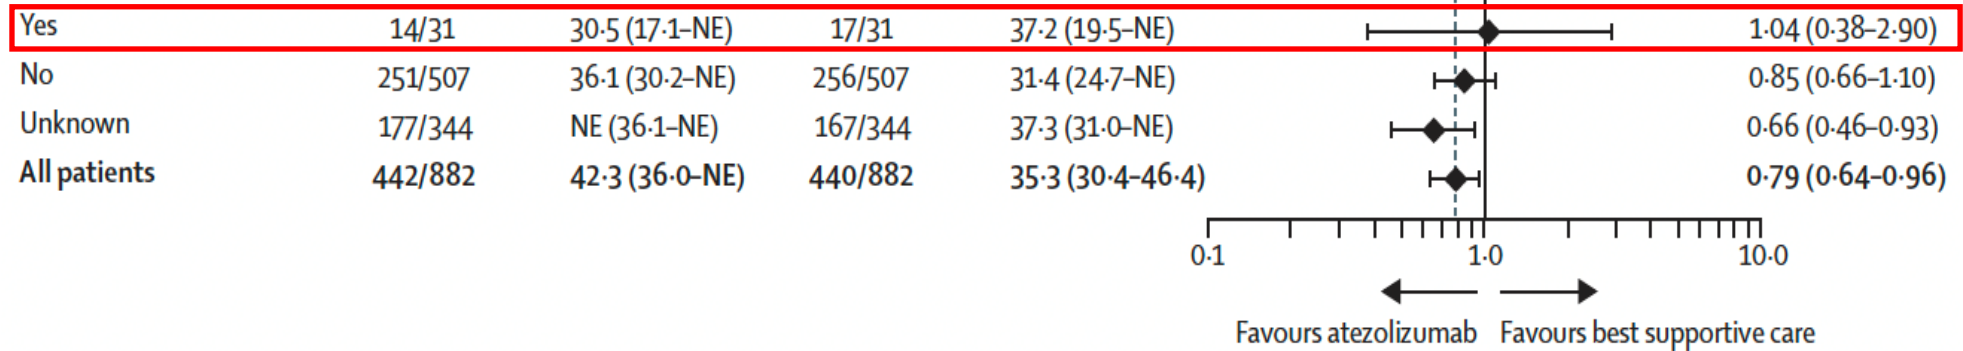 Yes 14/31 30·5 (17·1–NE) 17/31 37·2 (19·5–NE) 1·04 (0·38–2·90)
No 251/507 36·1 (30·2–NE) 256/507 31·4 (24·7–NE) 0·85 (0·66–1·10)
Unknown 177/344 NE (36·1–NE) 167/344 37·3 (31·0–NE) 0·66 (0·46–0·93)
All patients 442/882 42·3 (36·0–NE) 440/882 35·3 (30·4–46·4) 0·79 (0·64–0·96)
0·1 1·0 10·0
Favours atezolizumab Favours best supportive care